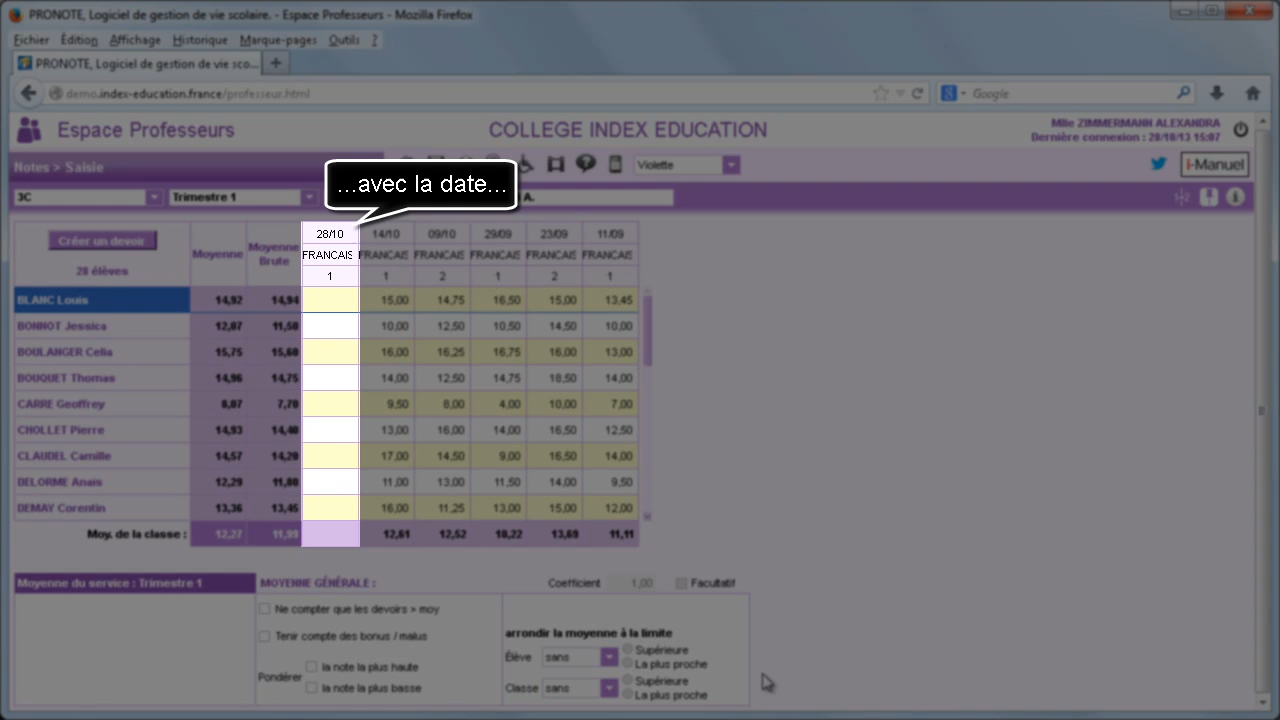 PRONOTE, Logiciel de gestion de vie scolaire. - Espace Professeurs - Mozilla Firefox
Fichier Édition Affichage Historique Marque-pages Outils ?
PRONOTE, Logiciel de gestion de vie sco... +
demo.index-education.france/professeur.html Google
Espace Professeurs COLLEGE INDEX EDUCATION Mlle ZIMMERMANN ALEXANDRA
Dernière connexion : 28/10/13 15:07
Notes > Saisie Violette i-Manuel
...avec la date...
3C Trimestre 1 A.
28/10 14/10 09/10 29/09 23/09 11/09
Créer un devoir Moyenne Moyenne Brute FRANCAIS FRANCAIS FRANCAIS FRANCAIS FRANCAIS FRANCAIS
28 élèves 1 1 2 1 2 1
BLANC Louis 14,92 14,94 15,00 14,75 16,50 15,00 13,45
BONNOT Jessica 12,07 11,50 10,00 12,50 10,50 14,50 10,00
BOULANGER Celia 15,75 15,60 16,00 16,25 16,75 16,00 13,00
BOUQUET Thomas 14,96 14,75 14,00 12,50 14,75 18,50 14,00
CARRE Geoffrey 8,07 7,70 9,50 8,00 4,00 10,00 7,00
CHOLLET Pierre 14,93 14,40 13,00 16,00 14,00 16,50 12,50
CLAUDEL Camille 14,57 14,20 17,00 14,50 9,00 16,50 14,00
DELORME Anais 12,29 11,80 11,00 13,00 11,50 14,00 9,50
DEMAY Corentin 13,36 13,45 16,00 11,25 13,00 15,00 12,00
Moy. de la classe : 12,27 11,99 12,61 12,52 10,22 13,69 11,11
Moyenne du service : Trimestre 1 MOYENNE GÉNÉRALE : Coefficient 1,00 Facultatif
Ne compter que les devoirs > moy
Tenir compte des bonus / malus
arrondir la moyenne à la limite
Pondérer la note la plus haute
la note la plus basse
Élève sans Supérieure
La plus proche
Classe sans Supérieure
La plus proche